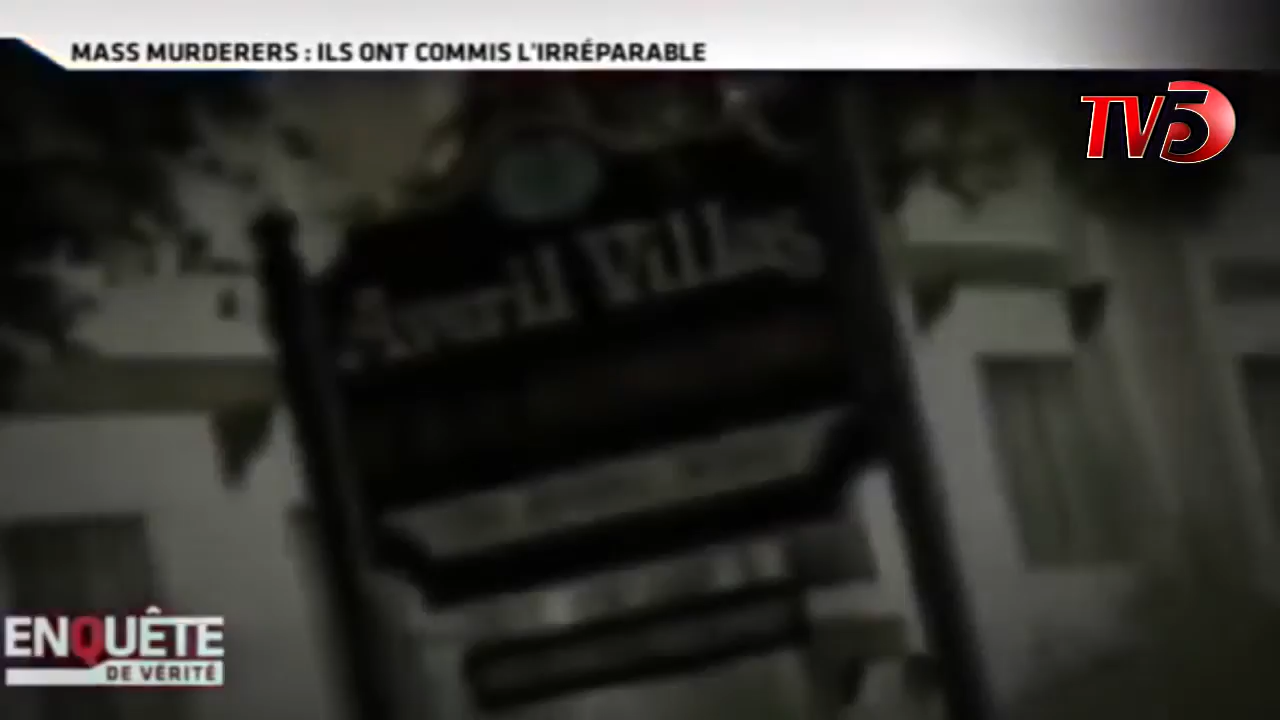 MASS MURDERERS : ILS ONT COMMIS L'IRRÉPARABLE
TV5
Averil Villas
ENQUÊTE
DE VÉRITÉ